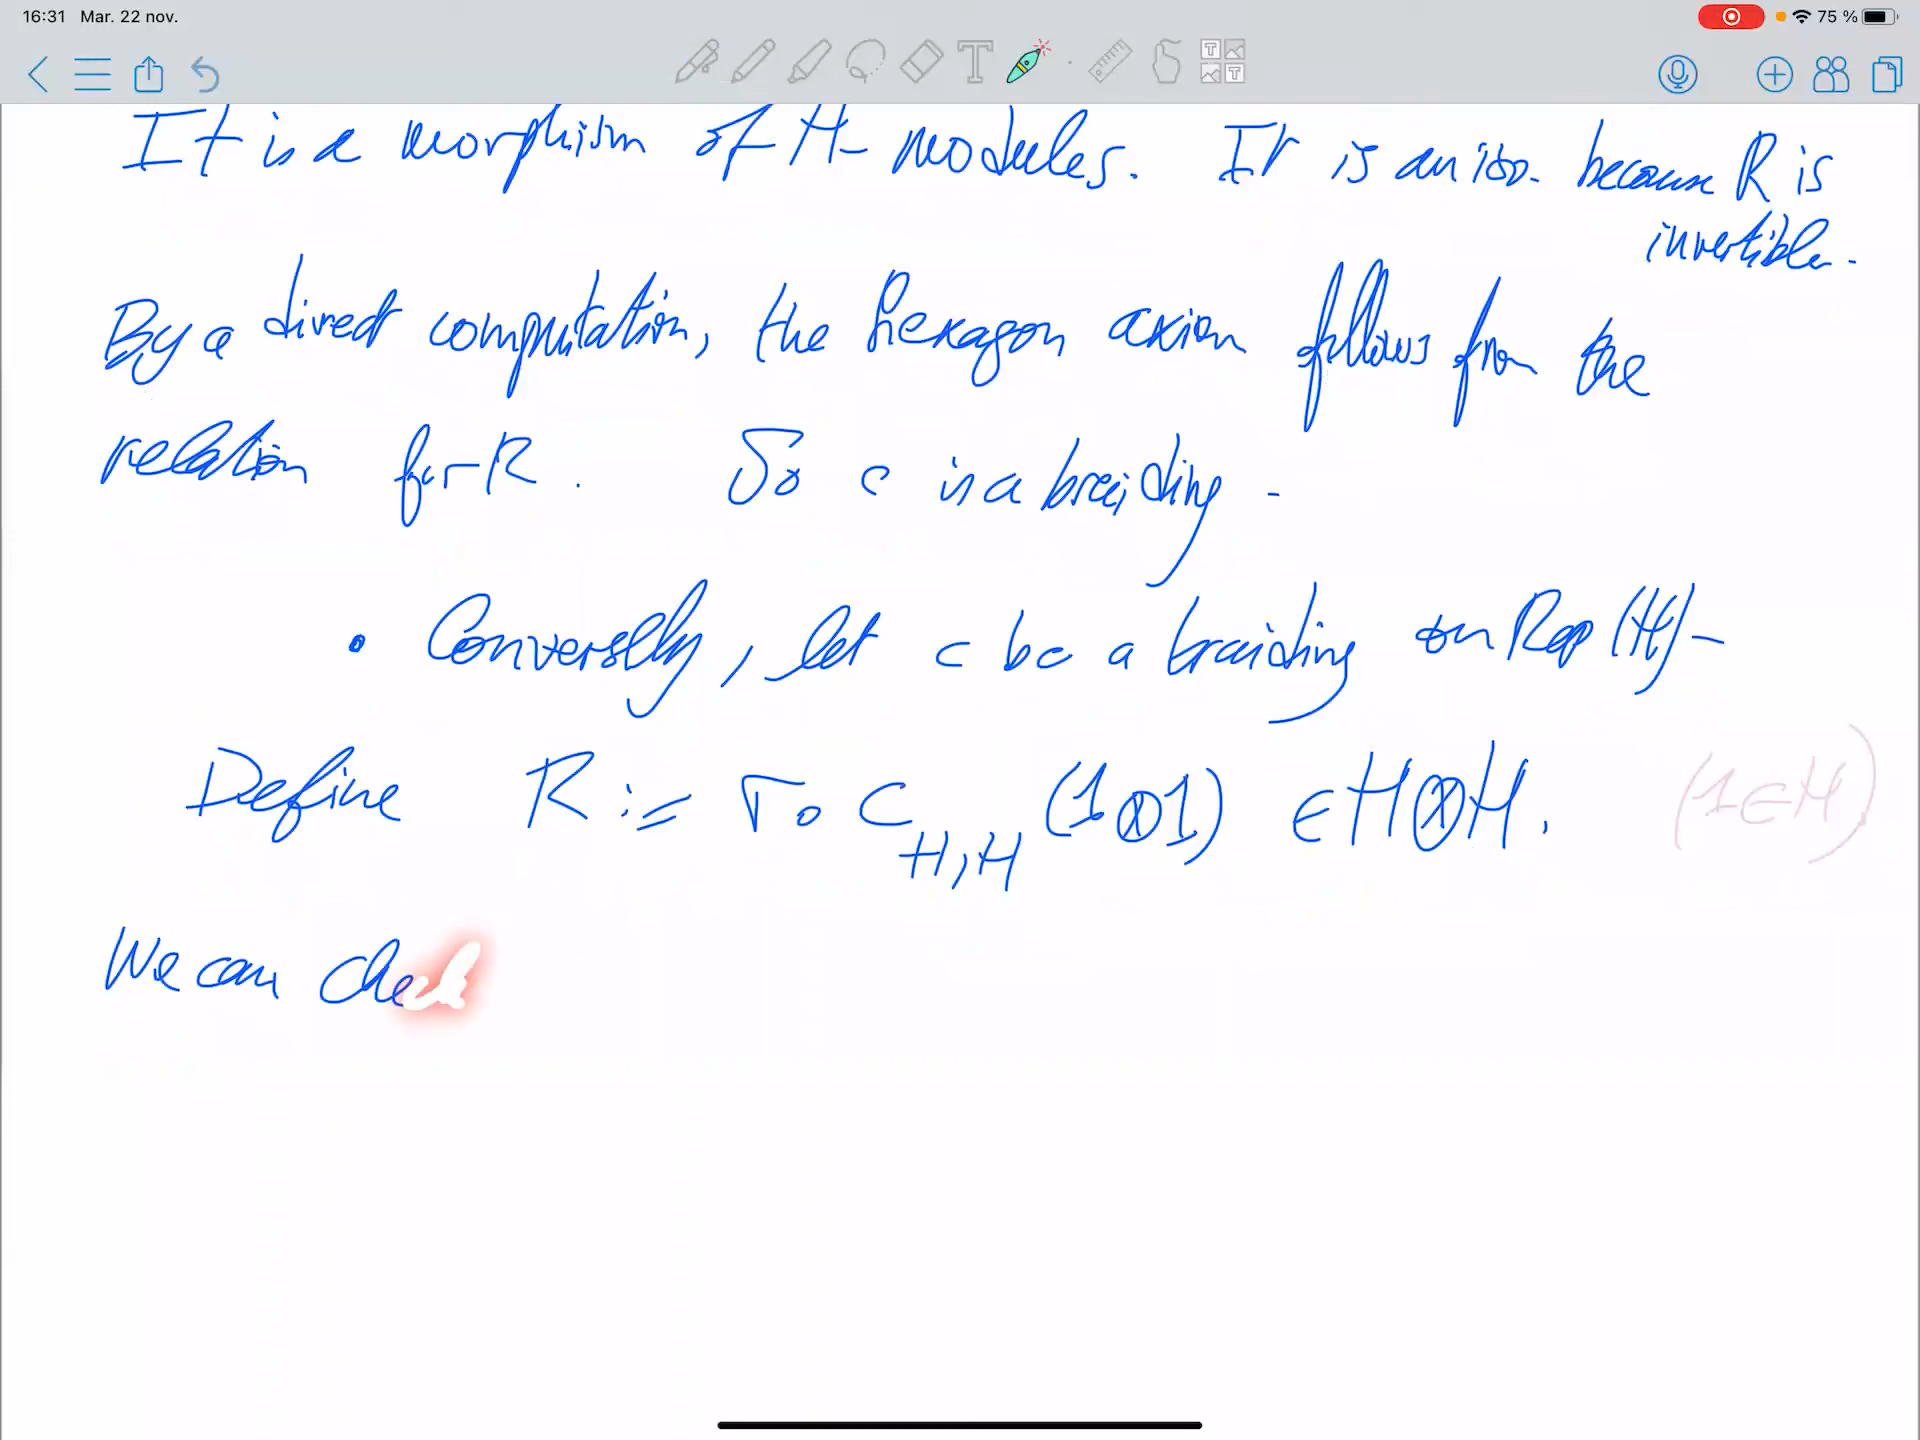 16:31 Mar. 22 nov. 75 %
It is a morphism of H- modules. It is an iso. because R is
invertible.
By a direct computation, the hexagon axiom follows from the
relation for R. So c is a braiding.
• Conversely, let c be a braiding on Rep(H)-
Define R := τ∘c_{H,H} (1⊗1) ∈ H⊗H. (1∈H)
We can check